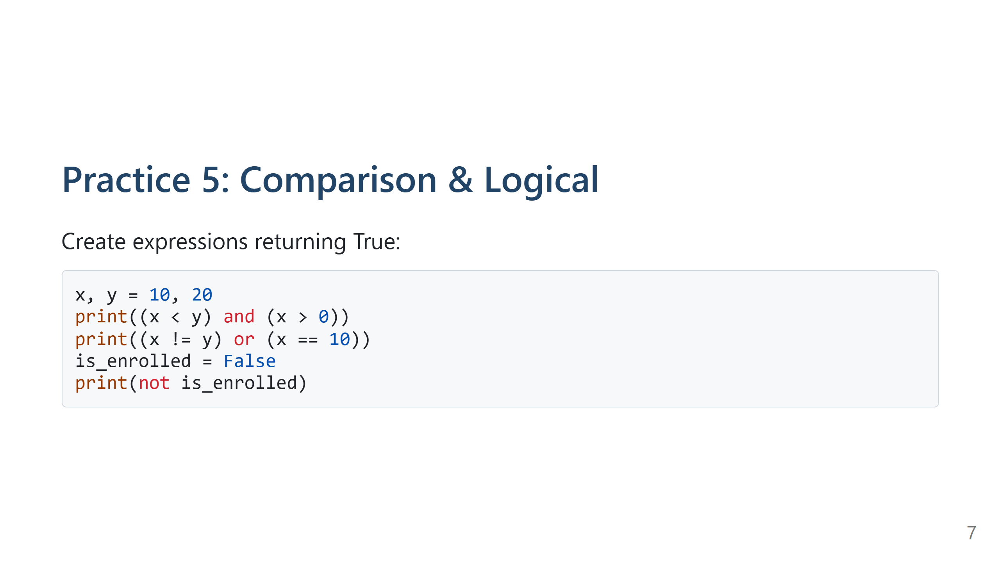 Practice 5: Comparison & Logical
Create expressions returning True:
x, y = 10, 20
print((x < y) and (x > 0))
print((x != y) or (x == 10))
is_enrolled = False
print(not is_enrolled)
7